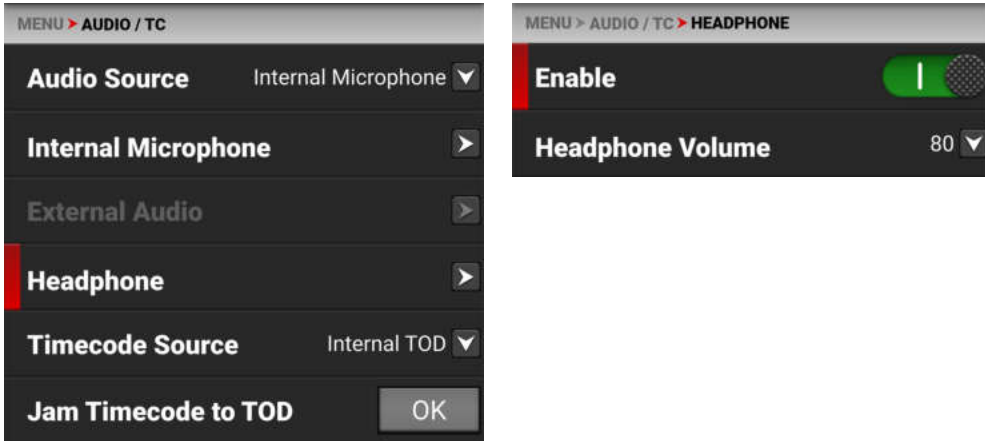 MENU > AUDIO / TC
Audio Source Internal Microphone
Internal Microphone
External Audio
Headphone
Timecode Source Internal TOD
Jam Timecode to TOD OK
MENU > AUDIO / TC > HEADPHONE
Enable
Headphone Volume 80